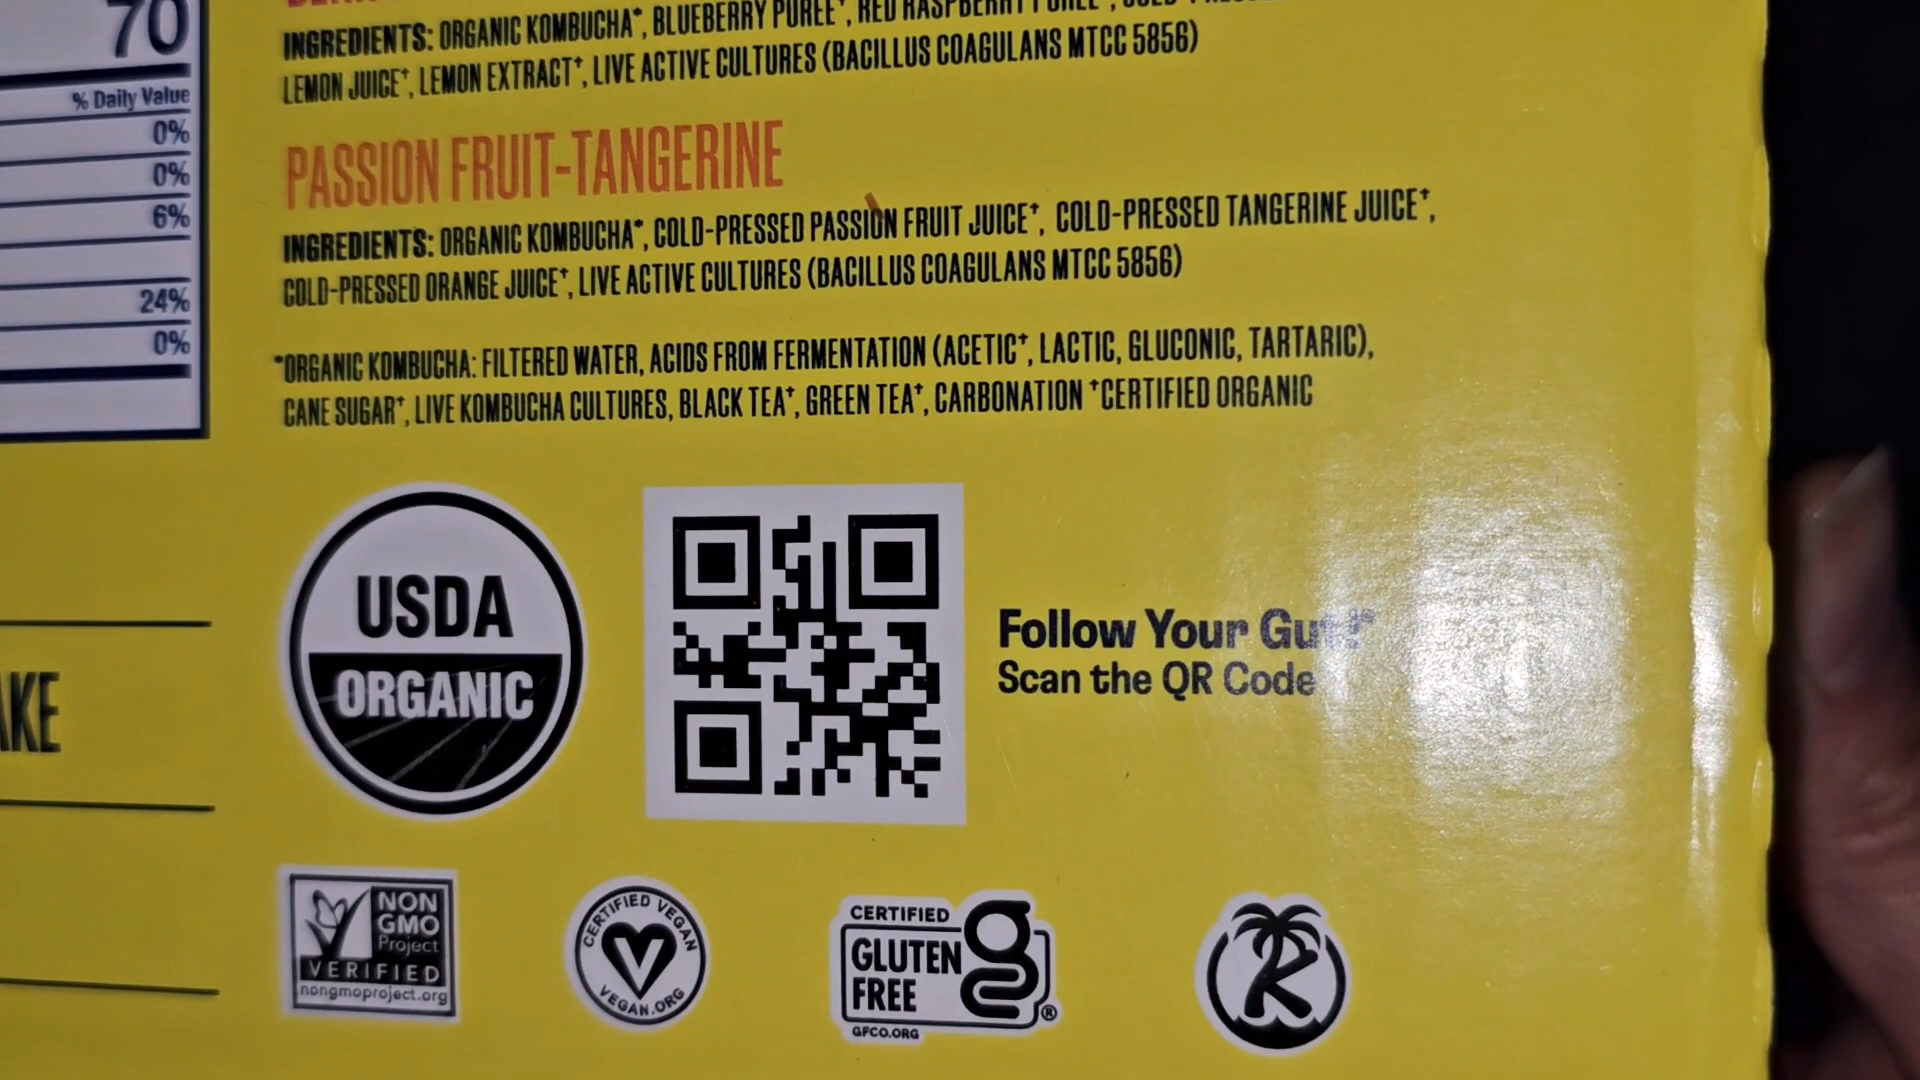 70
% Daily Value
0%
0%
6%
24%
0%
AKE
INGREDIENTS: ORGANIC KOMBUCHA*, BLUEBERRY PUREE⁺, RED RASPBERRY PUREE⁺,
LEMON JUICE⁺, LEMON EXTRACT⁺, LIVE ACTIVE CULTURES (BACILLUS COAGULANS MTCC 5856)
PASSION FRUIT-TANGERINE
INGREDIENTS: ORGANIC KOMBUCHA*, COLD-PRESSED PASSION FRUIT JUICE⁺, COLD-PRESSED TANGERINE JUICE⁺,
COLD-PRESSED ORANGE JUICE⁺, LIVE ACTIVE CULTURES (BACILLUS COAGULANS MTCC 5856)
*ORGANIC KOMBUCHA: FILTERED WATER, ACIDS FROM FERMENTATION (ACETIC⁺, LACTIC, GLUCONIC, TARTARIC),
CANE SUGAR⁺, LIVE KOMBUCHA CULTURES, BLACK TEA⁺, GREEN TEA⁺, CARBONATION ⁺CERTIFIED ORGANIC
USDA
ORGANIC
Follow Your Gut!
Scan the QR Code
NON
GMO
Project
VERIFIED
nongmoproject.org
CERTIFIED VEGAN
V
VEGAN.ORG
CERTIFIED
GLUTEN
FREE
g
®
GFCO.ORG
K